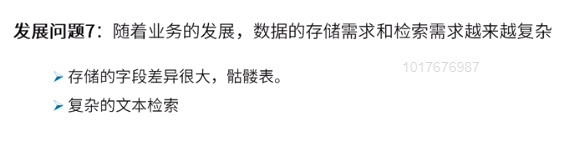 发展问题7：随着业务的发展，数据的存储需求和检索需求越来越复杂
1017676987
➢ 存储的字段差异很大，骷髅表。
➢ 复杂的文本检索